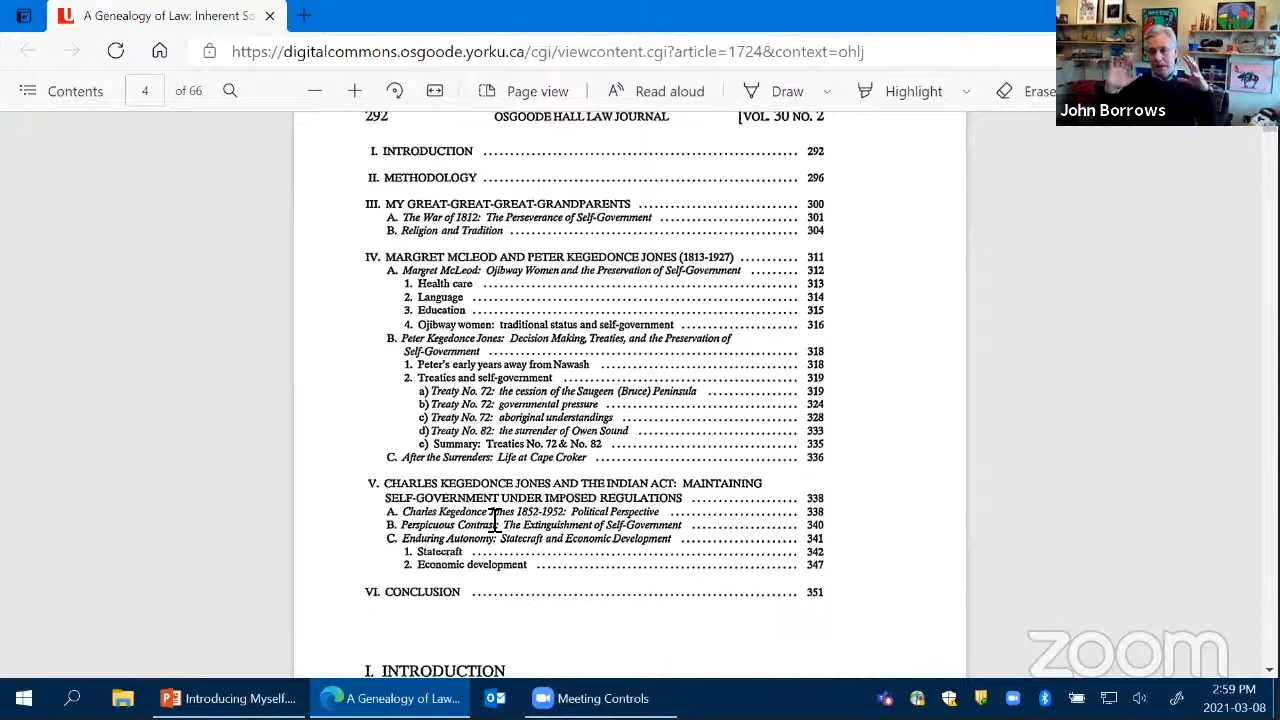 A Genealogy of Law: Inherent So
https://digitalcommons.osgoode.yorku.ca/cgi/viewcontent.cgi?article=1724&context=ohlj
John Borrows
Contents 4 of 66 Page view Read aloud Draw Highlight Erase
292 OSGOODE HALL LAW JOURNAL [VOL. 30 NO. 2
I. INTRODUCTION 292
II. METHODOLOGY 296
III. MY GREAT-GREAT-GREAT-GRANDPARENTS 300
A. The War of 1812: The Perseverance of Self-Government 301
B. Religion and Tradition 304
IV. MARGRET MCLEOD AND PETER KEGEDONCE JONES (1813-1927) 311
A. Margret McLeod: Ojibway Women and the Preservation of Self-Government 312
1. Health care 313
2. Language 314
3. Education 315
4. Ojibway women: traditional status and self-government 316
B. Peter Kegedonce Jones: Decision Making, Treaties, and the Preservation of
Self-Government 318
1. Peter's early years away from Nawash 318
2. Treaties and self-government 319
a) Treaty No. 72: the cession of the Saugeen (Bruce) Peninsula 319
b) Treaty No. 72: governmental pressure 324
c) Treaty No. 72: aboriginal understandings 328
d) Treaty No. 82: the surrender of Owen Sound 333
e) Summary: Treaties No. 72 & No. 82 335
C. After the Surrenders: Life at Cape Croker 336
V. CHARLES KEGEDONCE JONES AND THE INDIAN ACT: MAINTAINING
SELF-GOVERNMENT UNDER IMPOSED REGULATIONS 338
A. Charles Kegedonce Jones 1852-1952: Political Perspective 338
B. Perspicuous Contrast: The Extinguishment of Self-Government 340
C. Enduring Autonomy: Statecraft and Economic Development 341
1. Statecraft 342
2. Economic development 347
VI. CONCLUSION 351
I. INTRODUCTION
zoom
Introducing Myself.... A Genealogy of Law... Meeting Controls 2:59 PM
2021-03-08